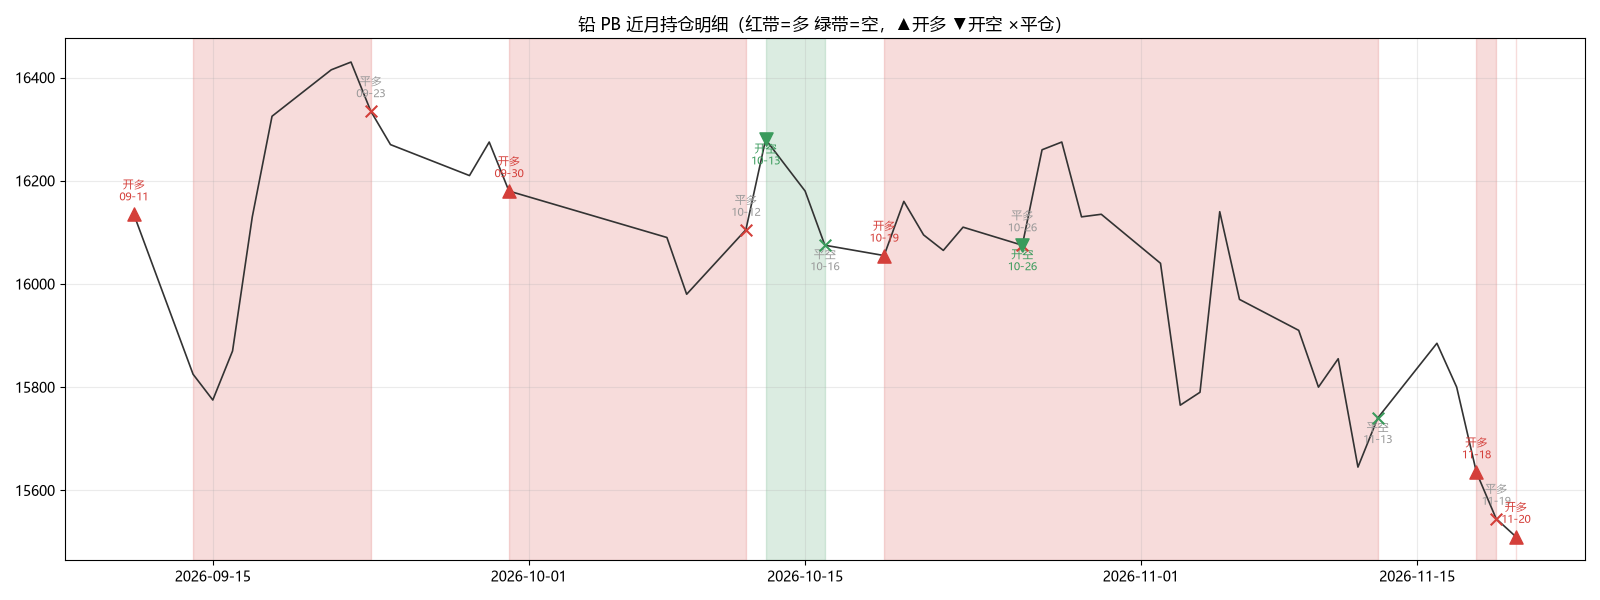 铅 PB 近月持仓明细（红带=多 绿带=空，▲开多 ▼开空 ×平仓）
16400
16200
16000
15800
15600
开多
09-11
平多
09-23
开多
09-30
平多
10-12
开空
10-13
平空
10-16
开多
10-19
平多
10-26
开空
10-26
平空
11-13
开多
11-18
平多
11-19
开多
11-20
2026-09-15
2026-10-01
2026-10-15
2026-11-01
2026-11-15